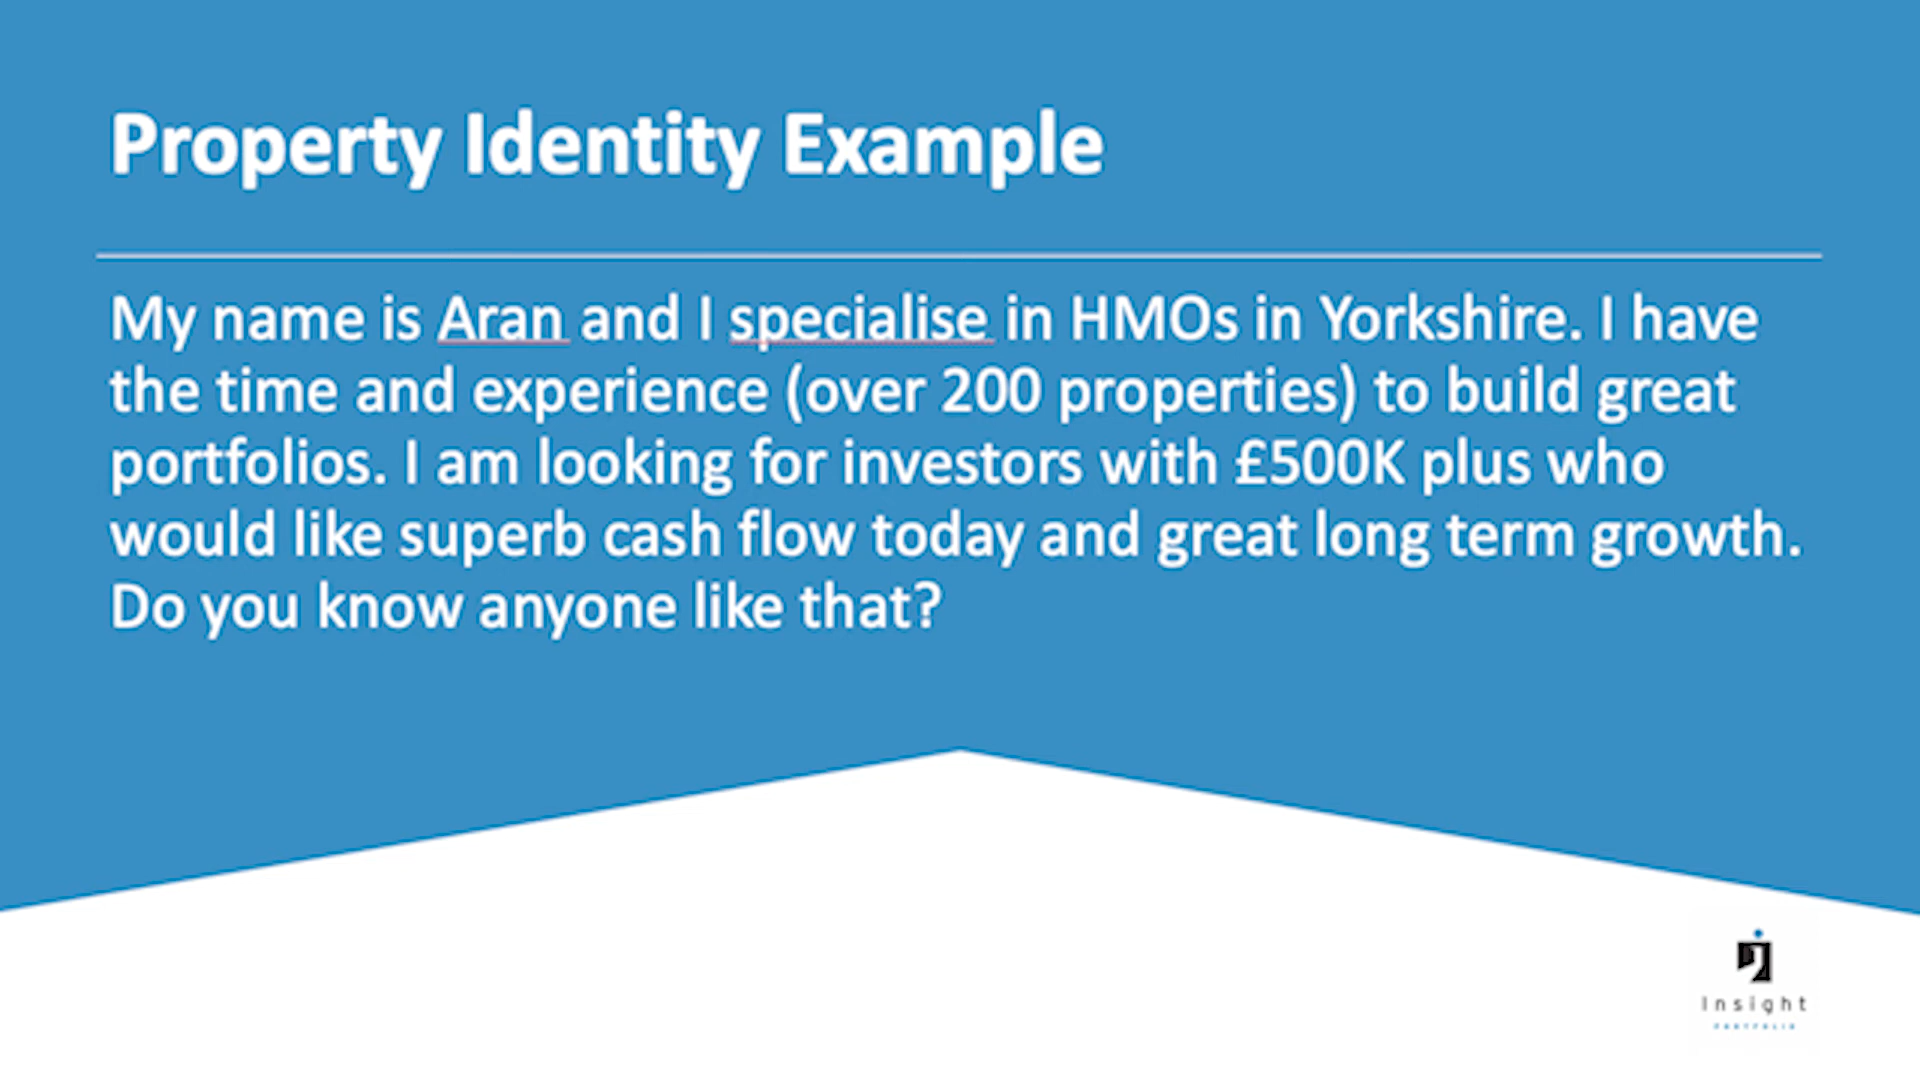 Property Identity Example
My name is Aran and I specialise in HMOs in Yorkshire. I have
the time and experience (over 200 properties) to build great
portfolios. I am looking for investors with £500K plus who
would like superb cash flow today and great long term growth.
Do you know anyone like that?
Insight
PORTFOLIO